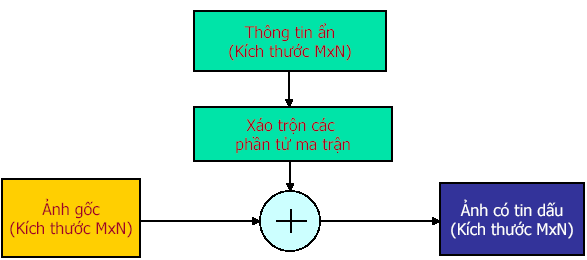 Thông tin ẩn
(Kích thước MxN)
Xáo trộn các
phần tử ma trận
Ảnh gốc
(Kích thước MxN)
Ảnh có tin dấu
(Kích thước MxN)